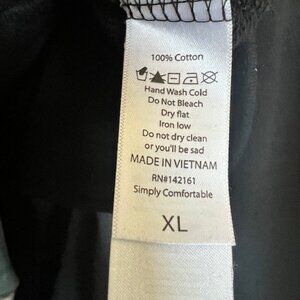 100% Cotton
Hand Wash Cold
Do Not Bleach
Dry flat
Iron low
Do not dry clean
or you'll be sad
MADE IN VIETNAM
RN#142161
Simply Comfortable
XL